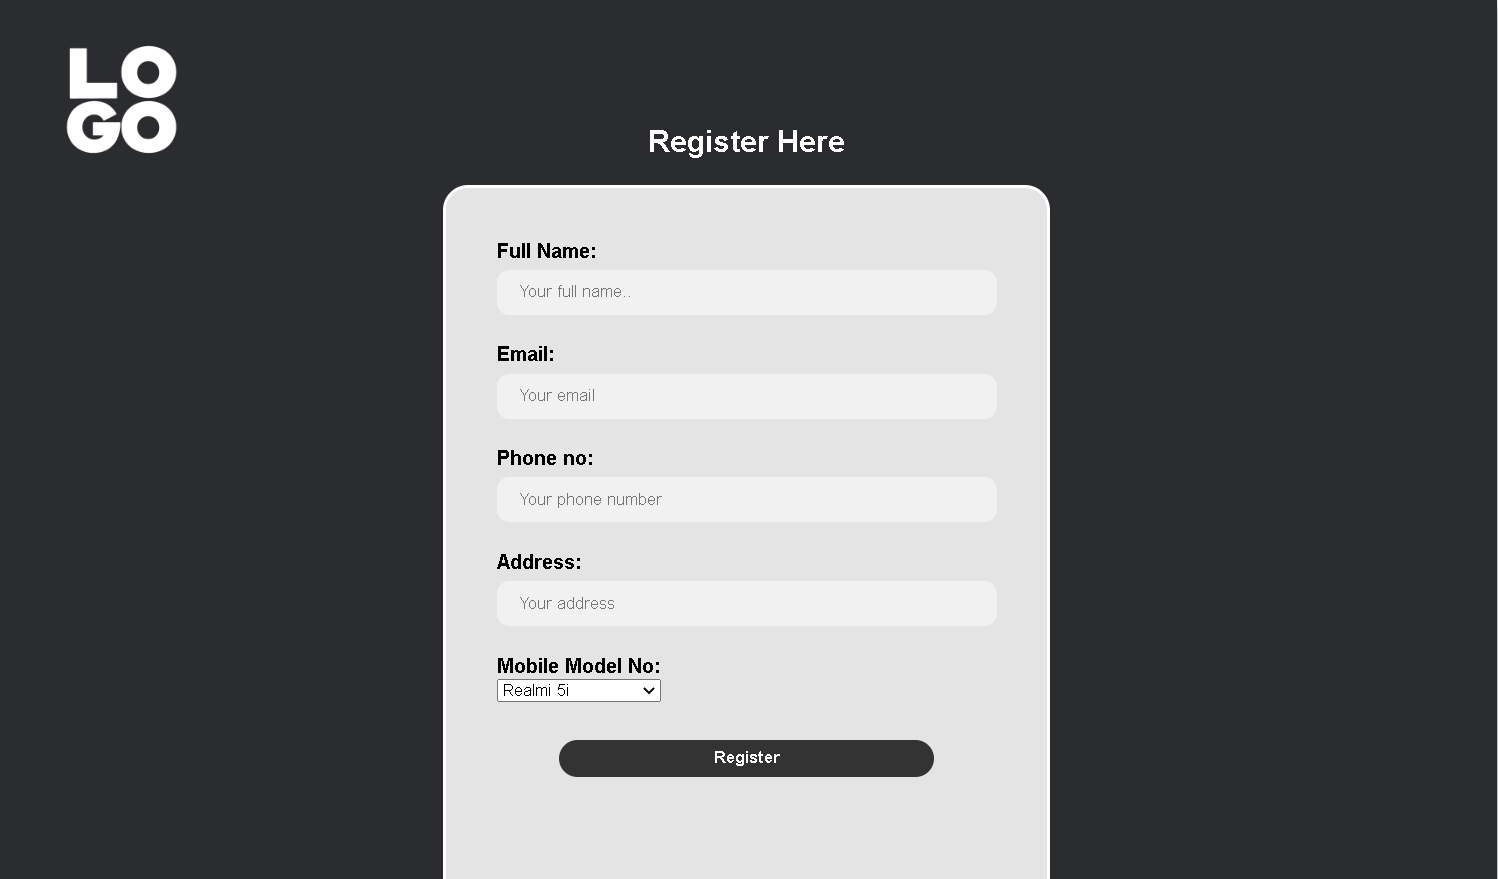 LO
GO
Register Here
Full Name:
Your full name..
Email:
Your email
Phone no:
Your phone number
Address:
Your address
Mobile Model No:
Realmi 5i
Register